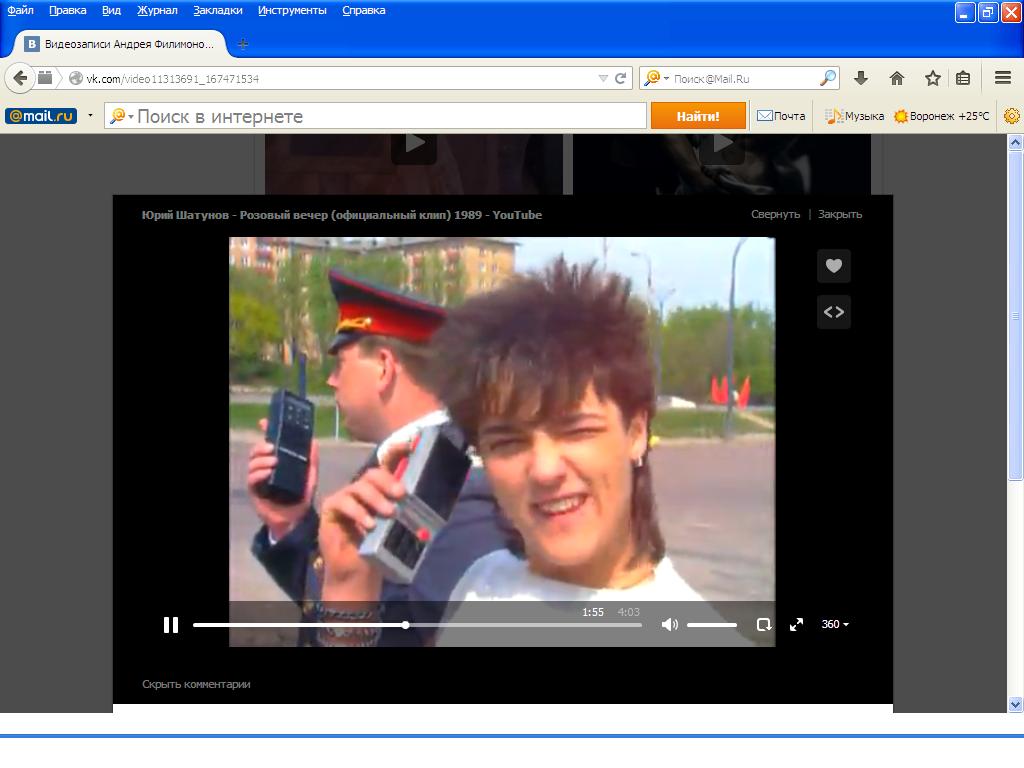 Файл Правка Вид Журнал Закладки Инструменты Справка
B Видеозаписи Андрея Филимоно...
vk.com/video11313691_167471534
Поиск@Mail.Ru
@mail.ru Поиск в интернете Найти! Почта Музыка Воронеж +25°C
Юрий Шатунов - Розовый вечер (официальный клип) 1989 - YouTube Свернуть | Закрыть
1:55 4:03
360
Скрыть комментарии